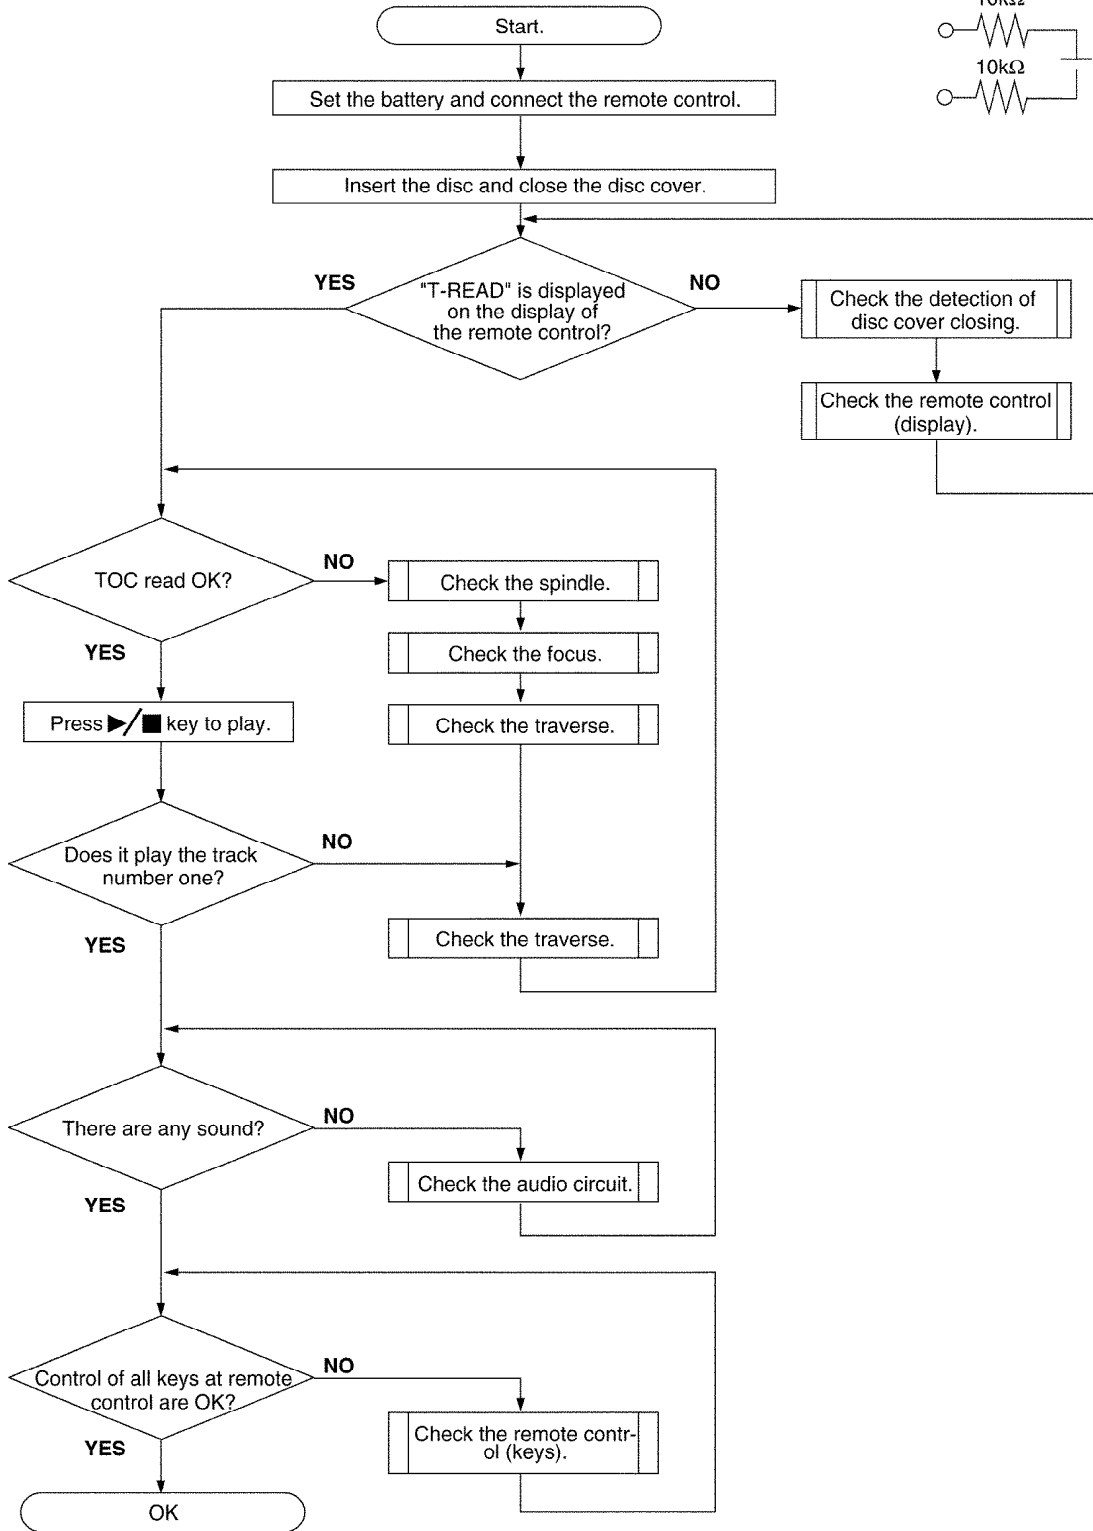 Start.
10kΩ
10kΩ
Set the battery and connect the remote control.
Insert the disc and close the disc cover.
YES
"T-READ" is displayed
on the display of
the remote control?
NO
Check the detection of
disc cover closing.
Check the remote control
(display).
TOC read OK?
NO
Check the spindle.
YES
Check the focus.
Press ▶/■ key to play.
Check the traverse.
Does it play the track
number one?
NO
YES
Check the traverse.
There are any sound?
NO
YES
Check the audio circuit.
Control of all keys at remote
control are OK?
NO
YES
Check the remote contr-
ol (keys).
OK